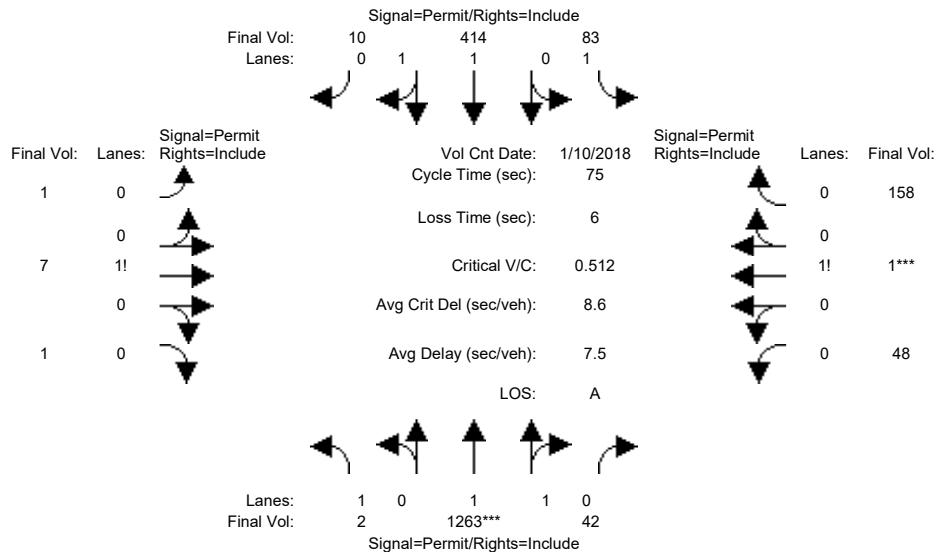 Signal=Permit/Rights=Include
Final Vol: 10 414 83
Lanes: 0 1 1 0 1
Signal=Permit
Final Vol: Lanes: Rights=Include
Vol Cnt Date: 1/10/2018
Signal=Permit
Rights=Include Lanes: Final Vol:
Cycle Time (sec): 75
1 0
0 158
Loss Time (sec): 6
0
0
7 1!
Critical V/C: 0.512
1! 1***
0
Avg Crit Del (sec/veh): 8.6
0
1 0
Avg Delay (sec/veh): 7.5
0 48
LOS: A
Lanes: 1 0 1 1 0
Final Vol: 2 1263*** 42
Signal=Permit/Rights=Include